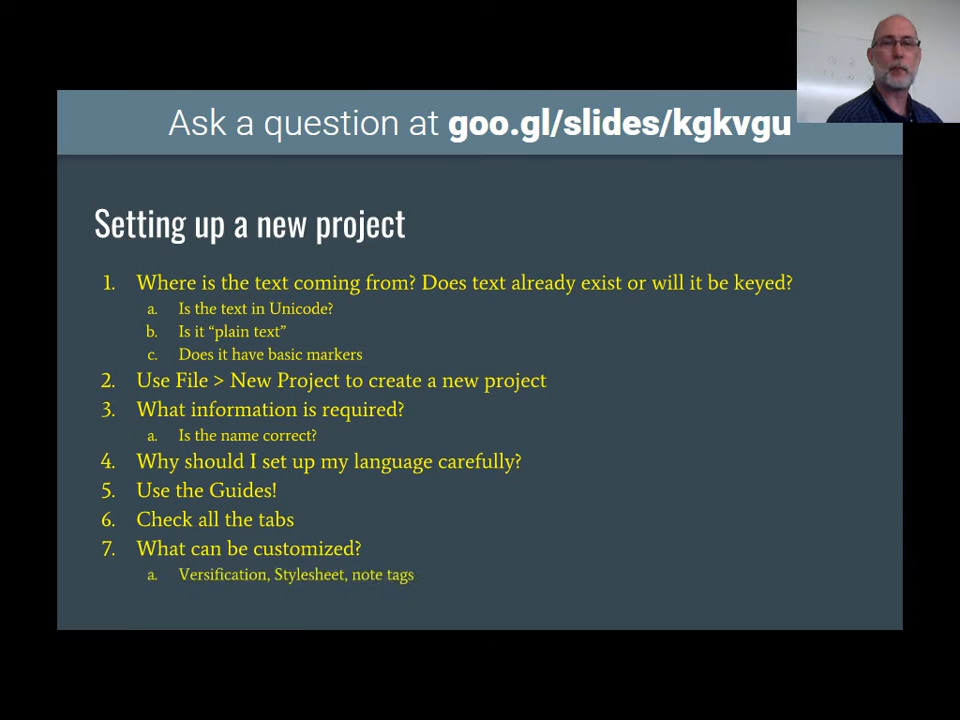 Ask a question at goo.gl/slides/kgkvgu
Setting up a new project
1. Where is the text coming from? Does text already exist or will it be keyed?
a. Is the text in Unicode?
b. Is it “plain text”
c. Does it have basic markers
2. Use File > New Project to create a new project
3. What information is required?
a. Is the name correct?
4. Why should I set up my language carefully?
5. Use the Guides!
6. Check all the tabs
7. What can be customized?
a. Versification, Stylesheet, note tags